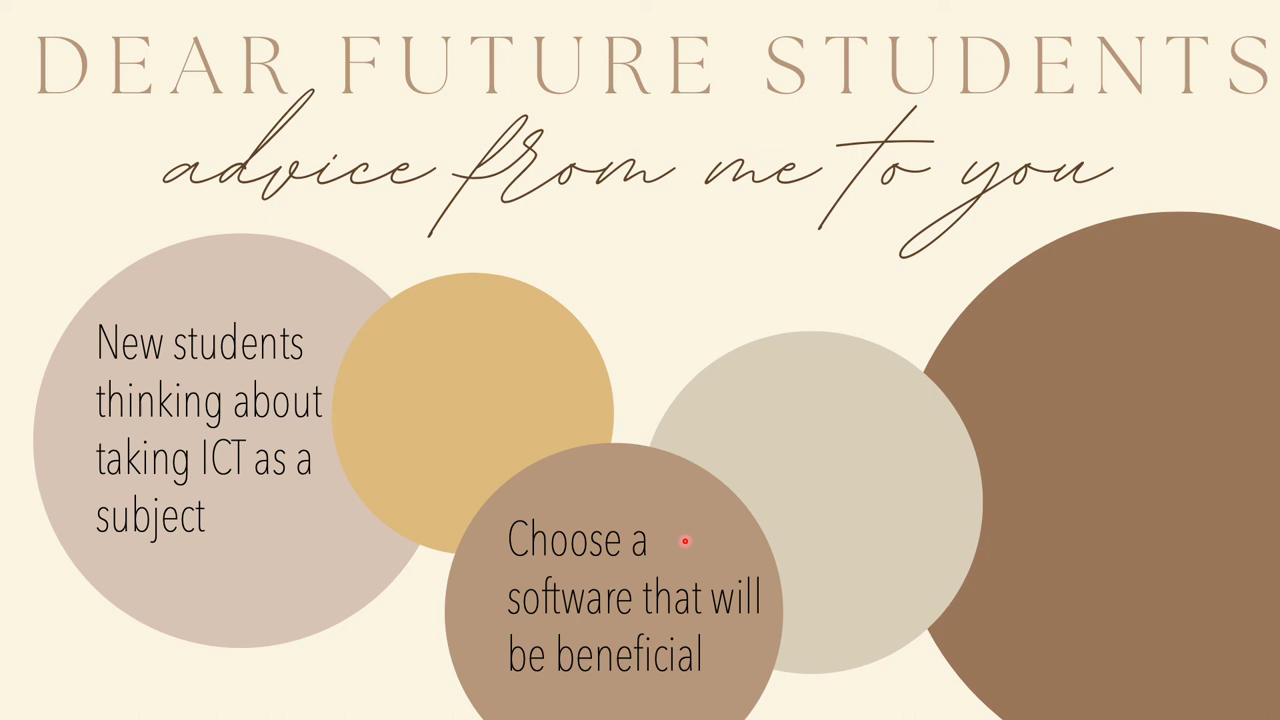 DEAR FUTURE STUDENTS
advice from me to you
New students
thinking about
taking ICT as a
subject
Choose a
software that will
be beneficial